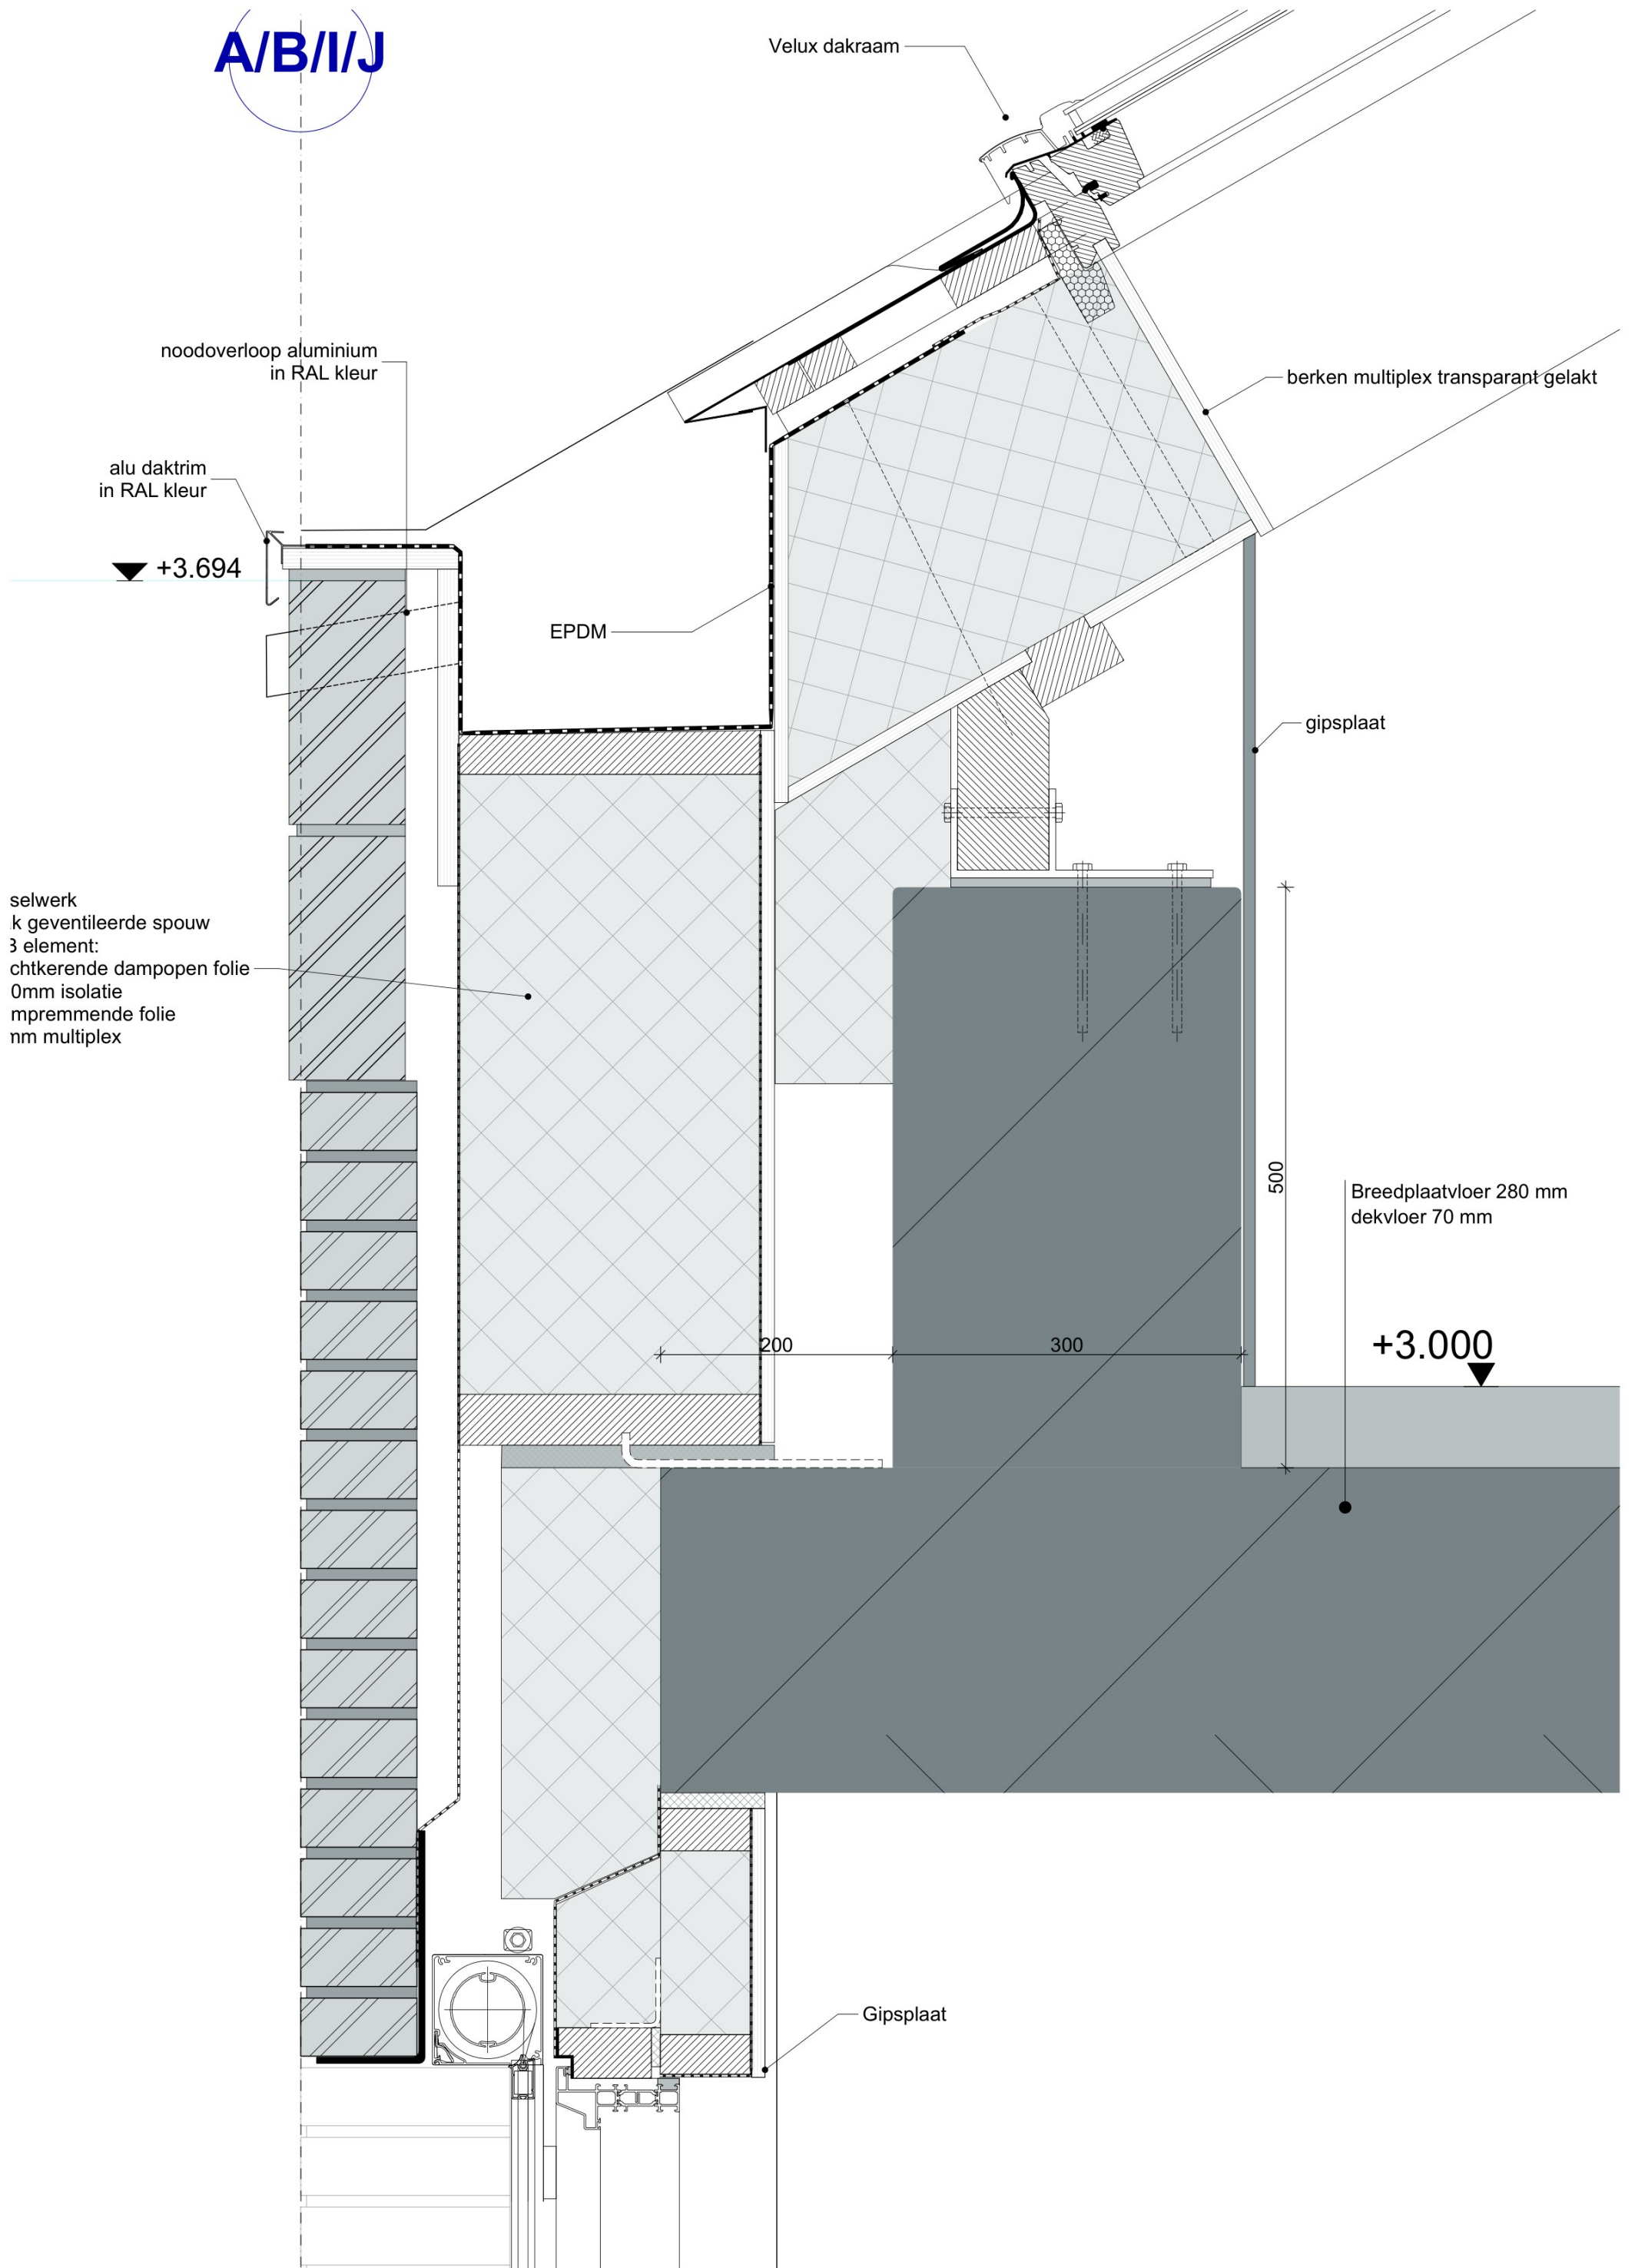 A/B/I/J
Velux dakraam
noodoverloop aluminium
in RAL kleur
berken multiplex transparant gelakt
alu daktrim
in RAL kleur
+3.694
EPDM
gipsplaat
selwerk
k geventileerde spouw
element:
chtkerende dampopen folie
0mm isolatie
mpremmende folie
mm multiplex
500
Breedplaatvloer 280 mm
dekvloer 70 mm
200
300
+3.000
Gipsplaat